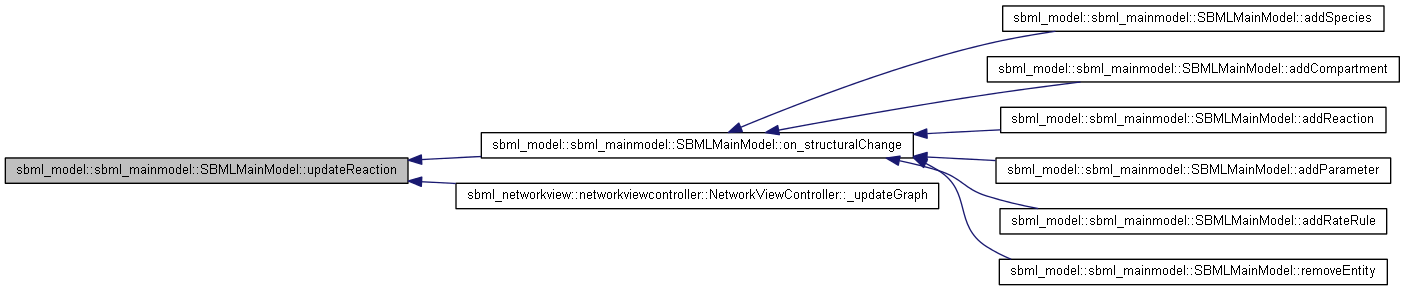 sbml_model::sbml_mainmodel::SBMLMainModel::addSpecies
sbml_model::sbml_mainmodel::SBMLMainModel::addCompartment
sbml_model::sbml_mainmodel::SBMLMainModel::addReaction
sbml_model::sbml_mainmodel::SBMLMainModel::on_structuralChange
sbml_model::sbml_mainmodel::SBMLMainModel::updateReaction
sbml_model::sbml_mainmodel::SBMLMainModel::addParameter
sbml_networkview::networkviewcontroller::NetworkViewController::_updateGraph
sbml_model::sbml_mainmodel::SBMLMainModel::addRateRule
sbml_model::sbml_mainmodel::SBMLMainModel::removeEntity